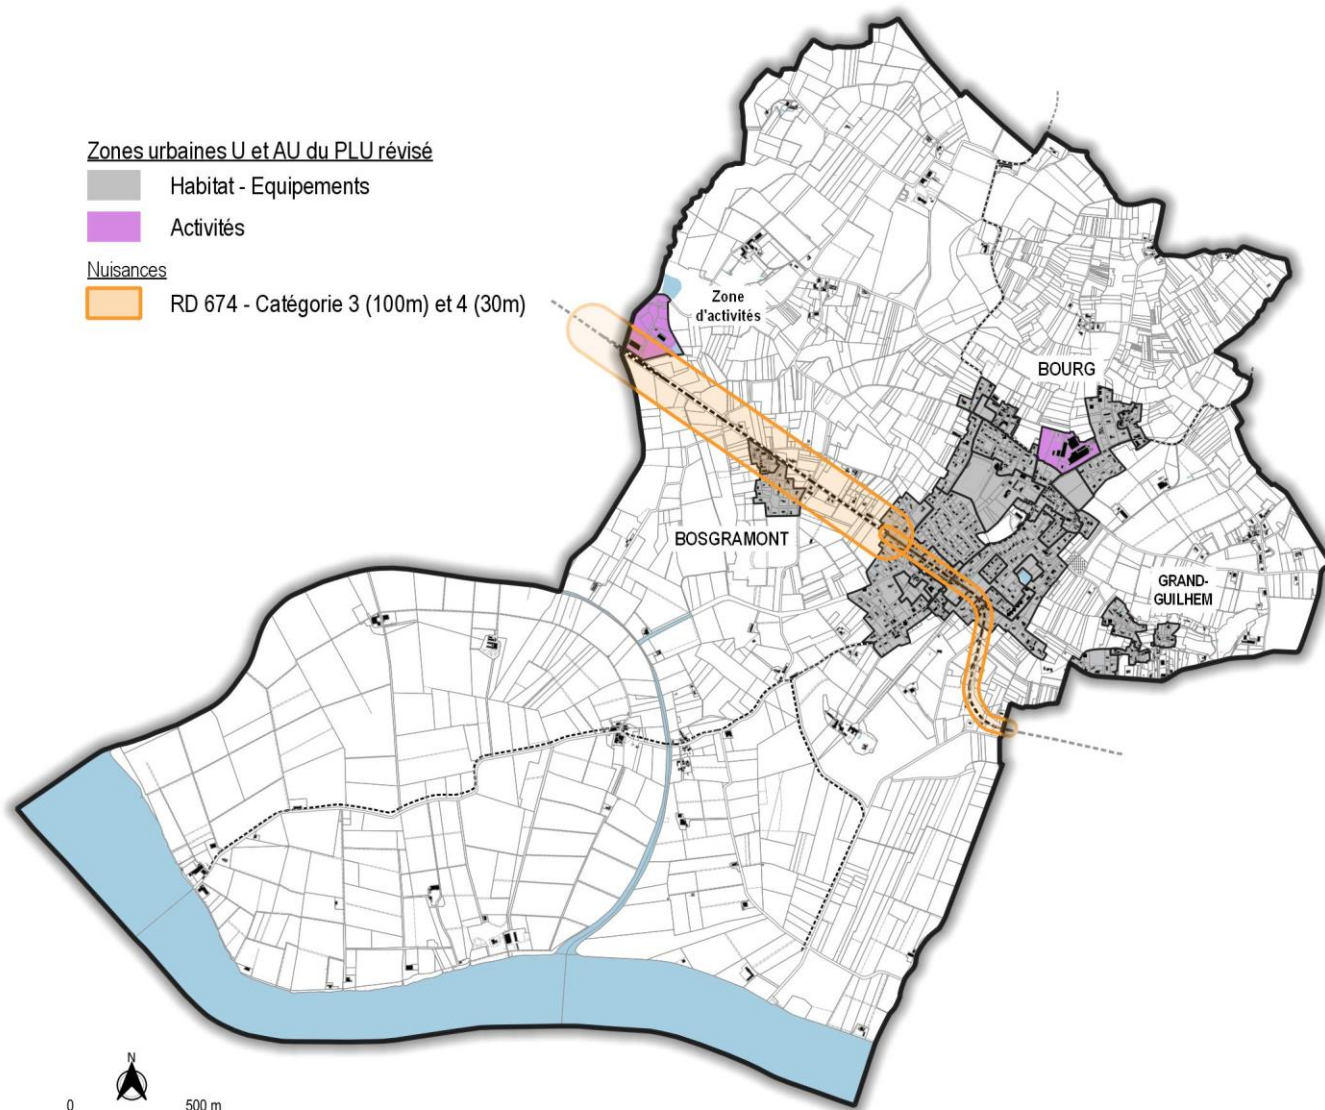 Zones urbaines U et AU du PLU révisé
Habitat - Equipements
Activités
Nuisances
RD 674 - Catégorie 3 (100m) et 4 (30m)
Zone
d'activités
BOURG
BOSGRAMONT
GRAND-
GUILHEM
N
0 500 m